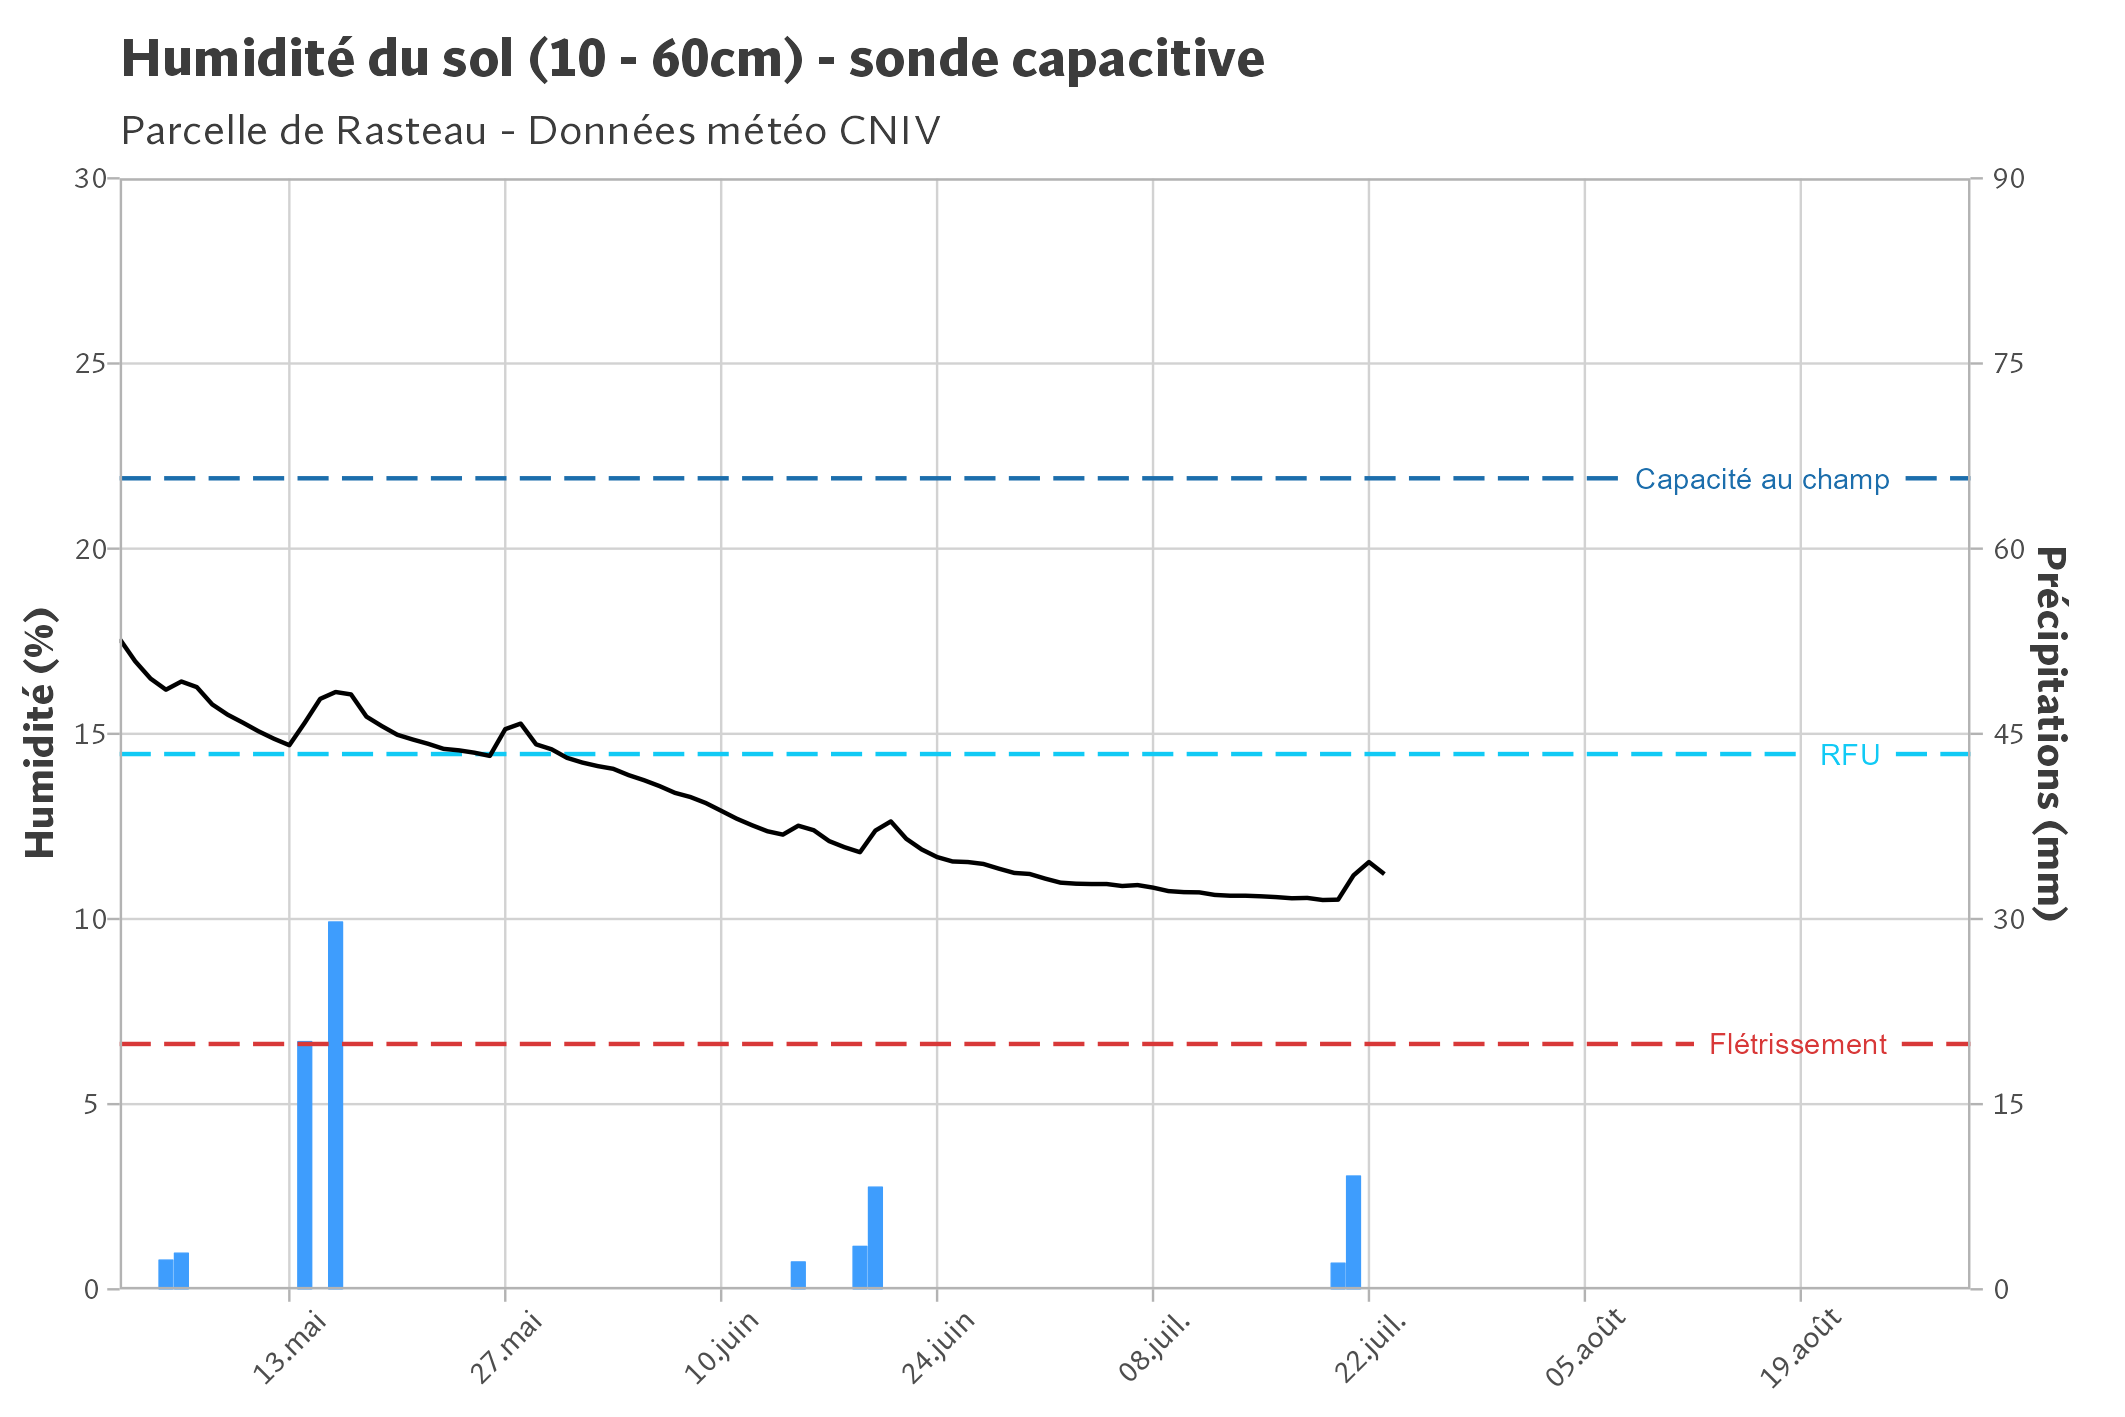 Humidité du sol (10 - 60cm) - sonde capacitive
Parcelle de Rasteau - Données météo CNIV
30
25
20
15
10
5
0
Humidité (%)
90
75
60
45
30
15
0
Précipitations (mm)
Capacité au champ
RFU
Flétrissement
13.mai
27.mai
10.juin
24.juin
08.juil.
22.juil.
05.août
19.août